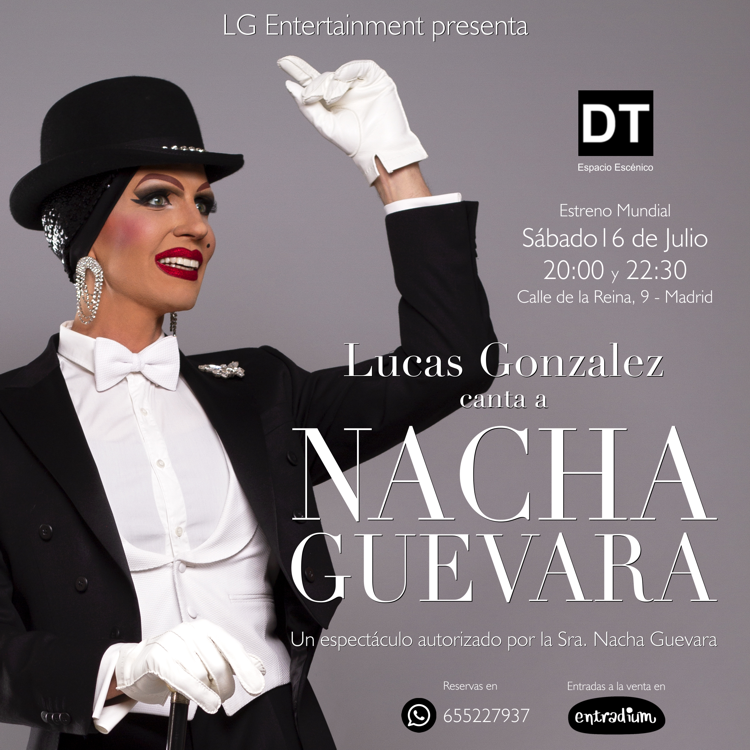 LG Entertainment presenta
DT
Espacio Escénico
Estreno Mundial
Sábado16 de Julio
20:00 y 22:30
Calle de la Reina, 9 - Madrid
Lucas Gonzalez
canta a
NACHA
GUEVARA
Un espectáculo autorizado por la Sra. Nacha Guevara
Reservas en
655227937
Entradas a la venta en
entradium